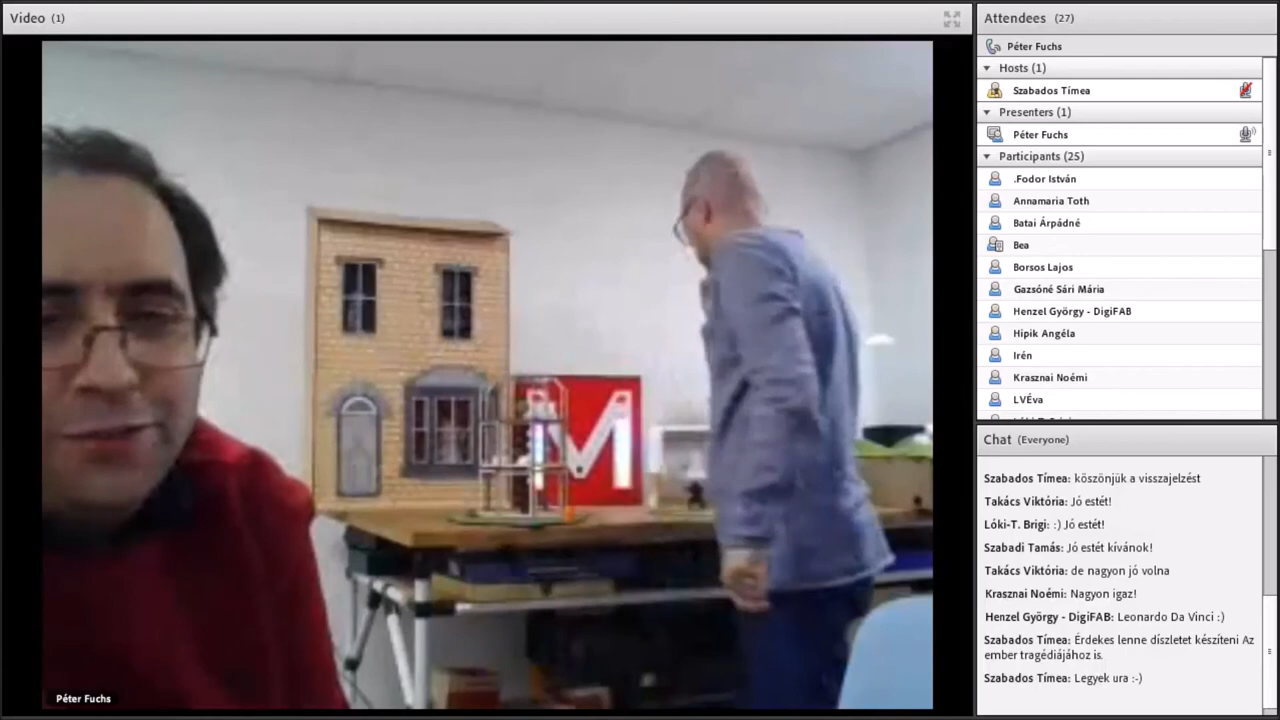 Video (1)
M
Péter Fuchs
Attendees (27)
Péter Fuchs
Hosts (1)
Szabados Tímea
Presenters (1)
Péter Fuchs
Participants (25)
.Fodor István
Annamaria Toth
Batai Árpádné
Bea
Borsos Lajos
Gazsóné Sári Mária
Henzel György - DigiFAB
Hipik Angéla
Irén
Krasznai Noémi
LVÉva
Chat (Everyone)
Szabados Tímea: köszönjük a visszajelzést
Takács Viktória: Jó estét!
Lóki-T. Brigi: :) Jó estét!
Szabadi Tamás: Jó estét kívánok!
Takács Viktória: de nagyon jó volna
Krasznai Noémi: Nagyon igaz!
Henzel György - DigiFAB: Leonardo Da Vinci :)
Szabados Tímea: Érdekes lenne díszletet készíteni Az
ember tragédiájához is.
Szabados Tímea: Legyek ura :-)